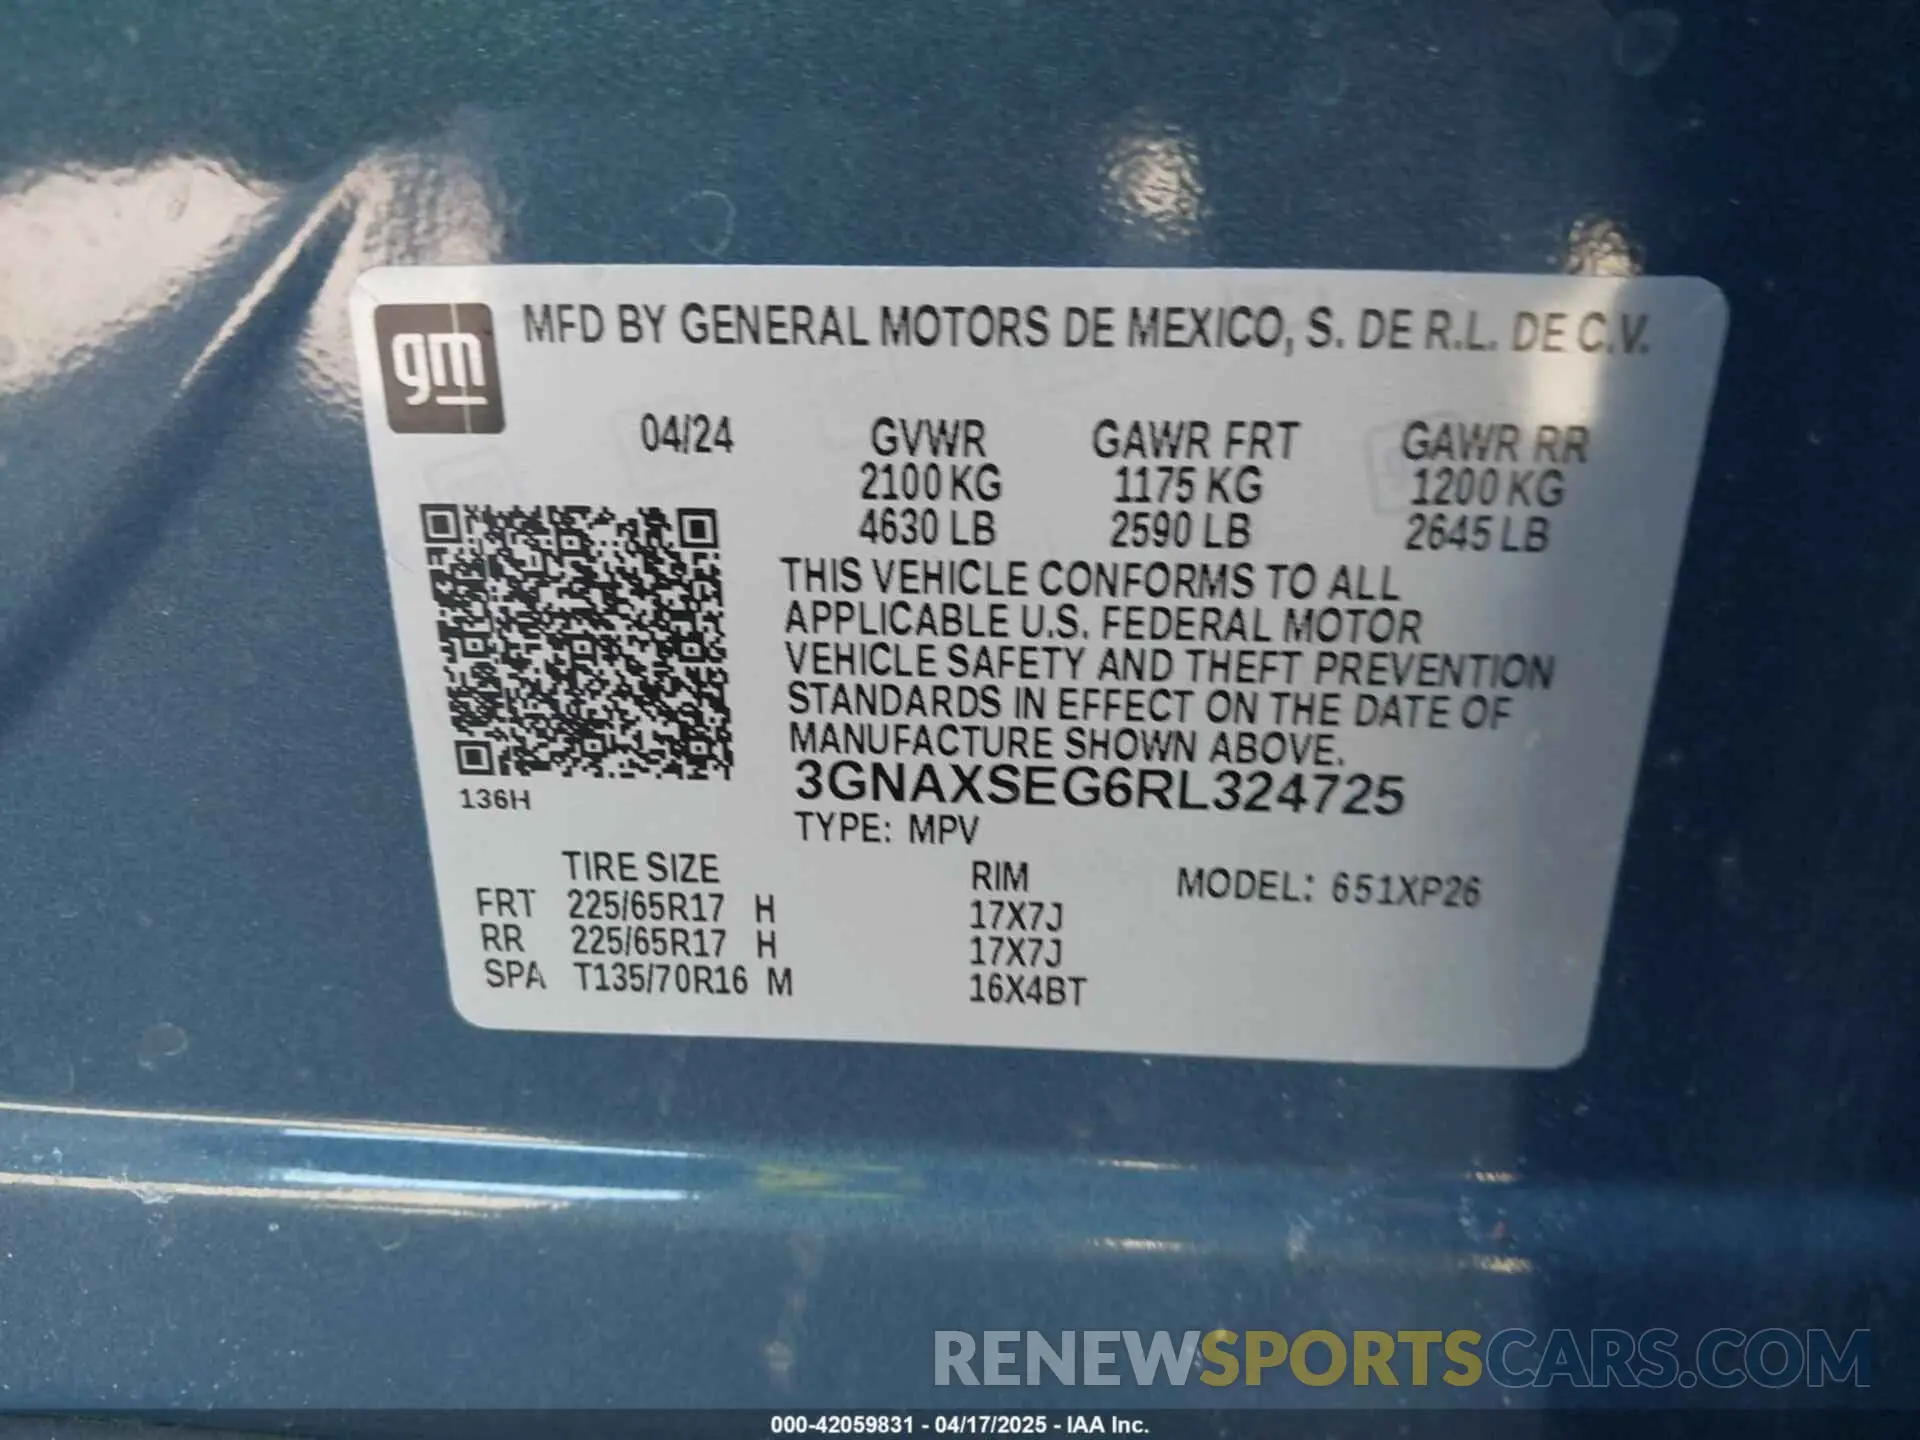 gm
MFD BY GENERAL MOTORS DE MEXICO, S. DE R.L. DE C.V.
04/24 GVWR GAWR FRT GAWR RR
2100 KG 1175 KG 1200 KG
4630 LB 2590 LB 2645 LB
THIS VEHICLE CONFORMS TO ALL
APPLICABLE U.S. FEDERAL MOTOR
VEHICLE SAFETY AND THEFT PREVENTION
STANDARDS IN EFFECT ON THE DATE OF
MANUFACTURE SHOWN ABOVE.
3GNAXSEG6RL324725
136H
TYPE: MPV
TIRE SIZE RIM MODEL: 651XP26
FRT 225/65R17 H 17X7J
RR 225/65R17 H 17X7J
SPA T135/70R16 M 16X4BT
RENEWSPORTSCARS.COM
000-42059831 - 04/17/2025 - IAA Inc.